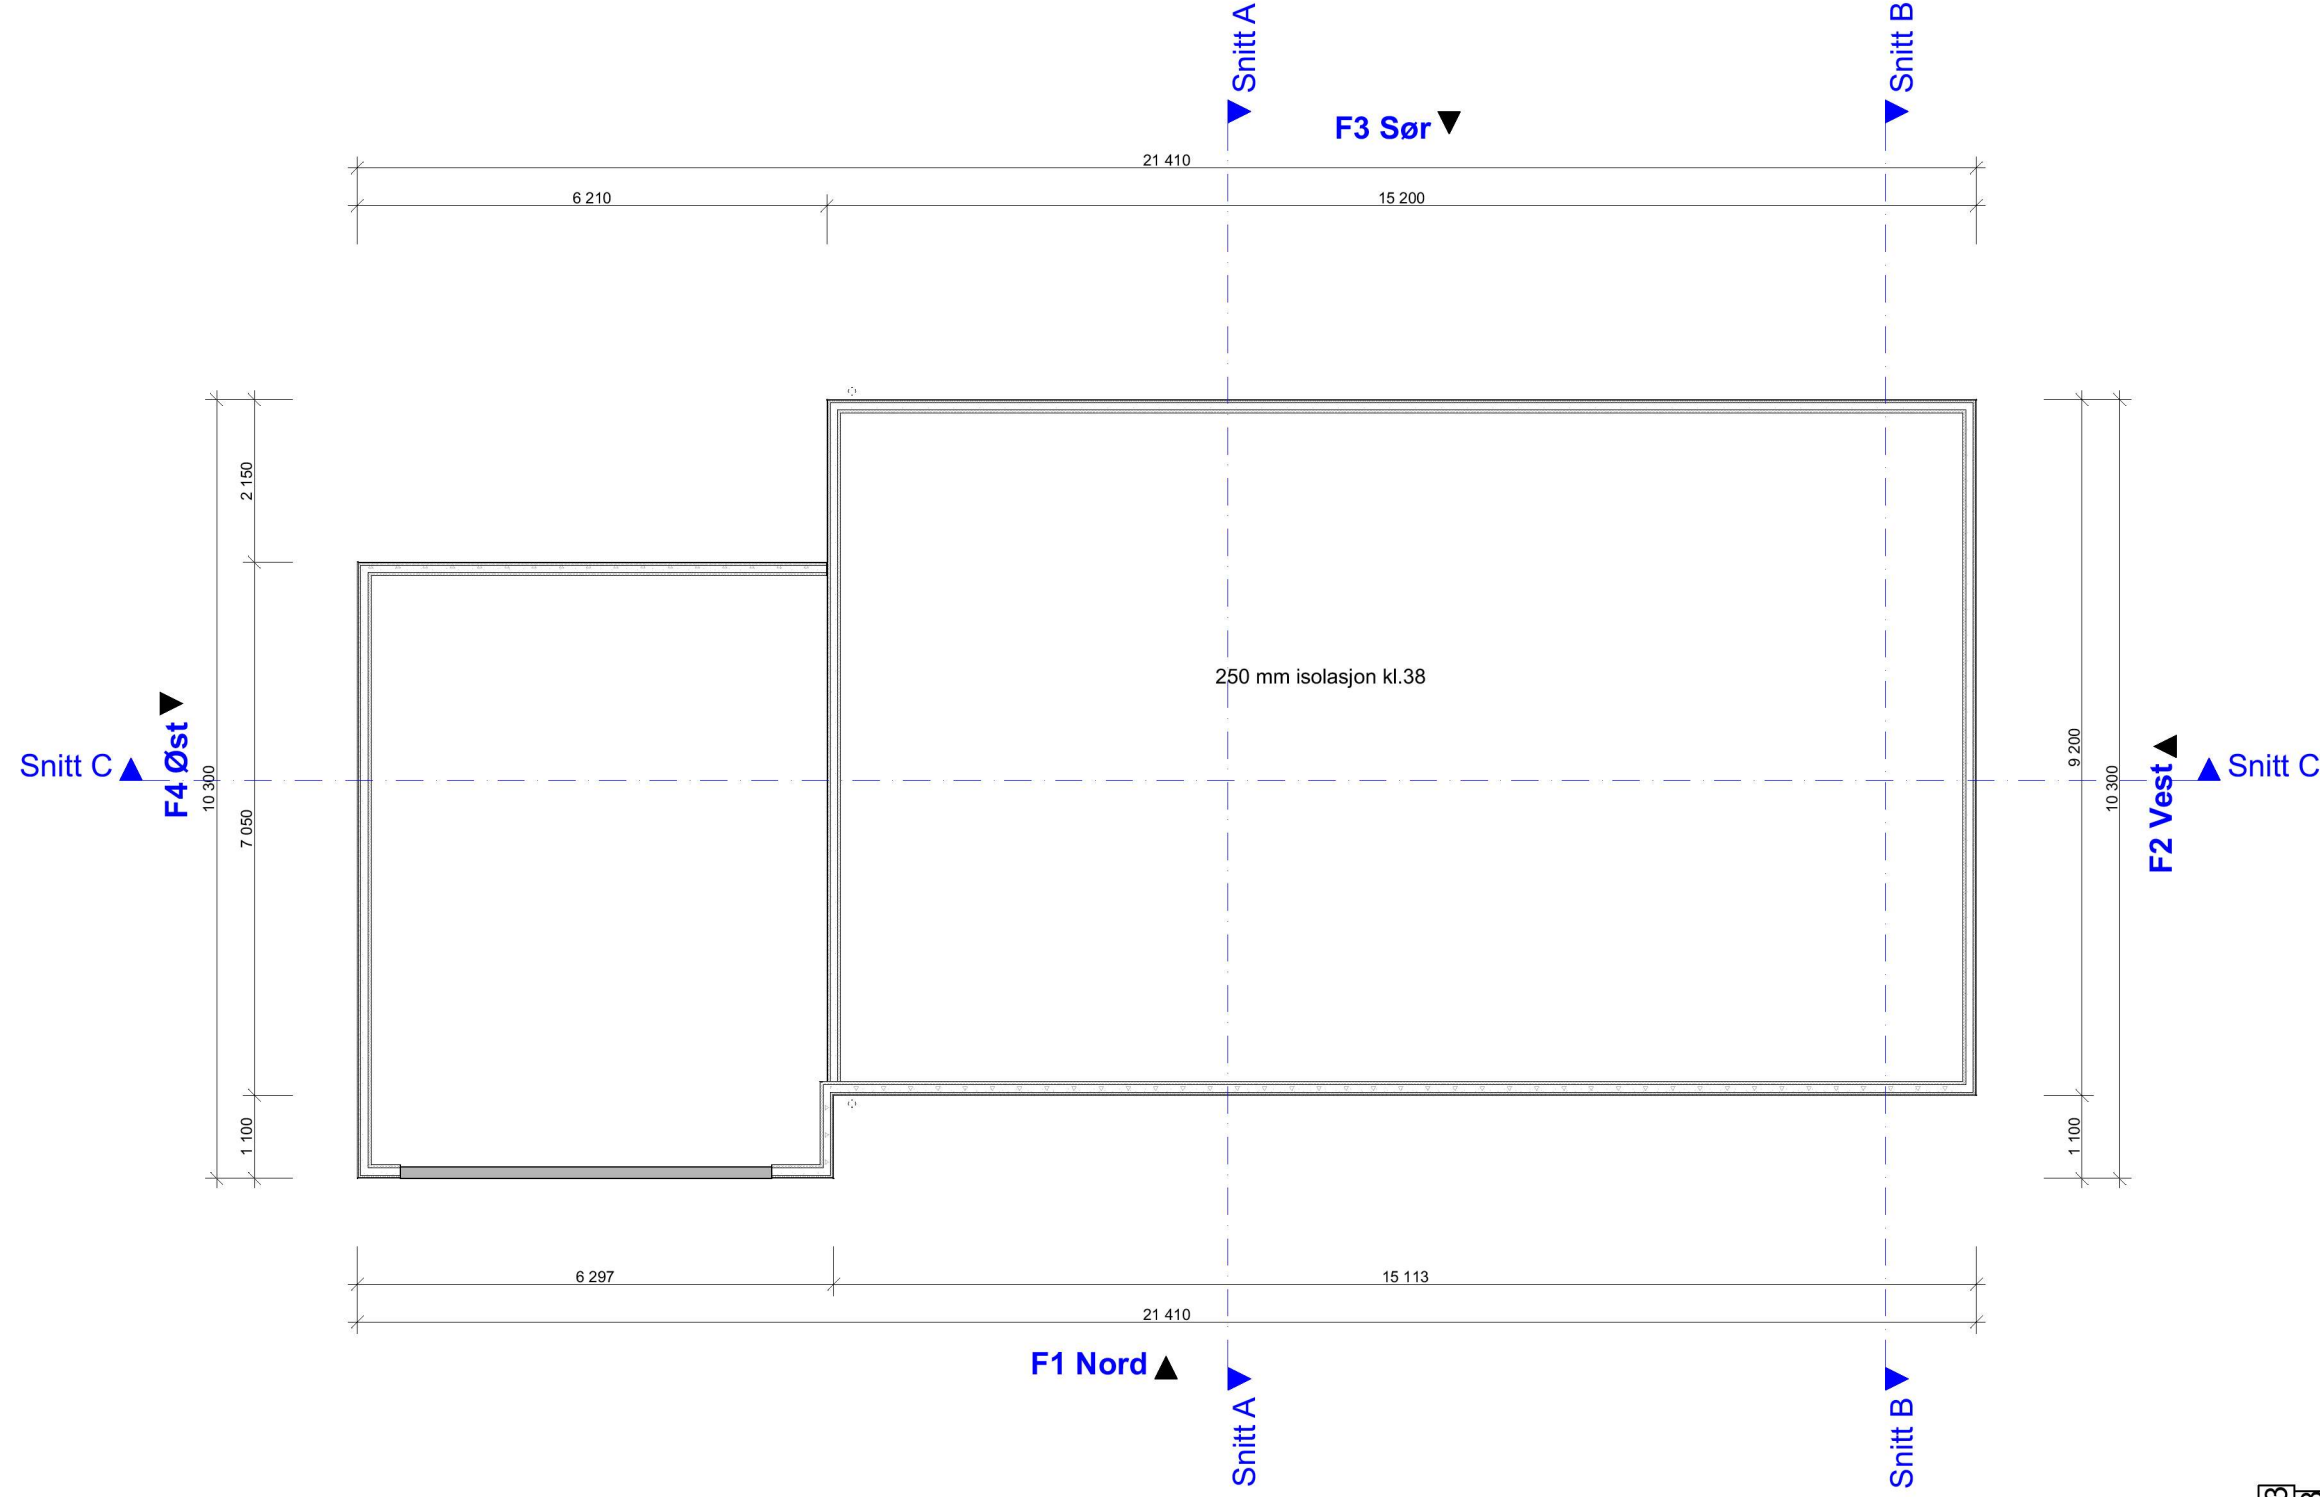 Snitt A
Snitt B
F3 Sør
21 410
6 210
15 200
2 150
250 mm isolasjon kl.38
F4 Øst
Snitt C
10 300
7 050
9 200
10 300
F2 Vest
Snitt C
1 100
1 100
6 297
15 113
21 410
F1 Nord
Snitt A
Snitt B